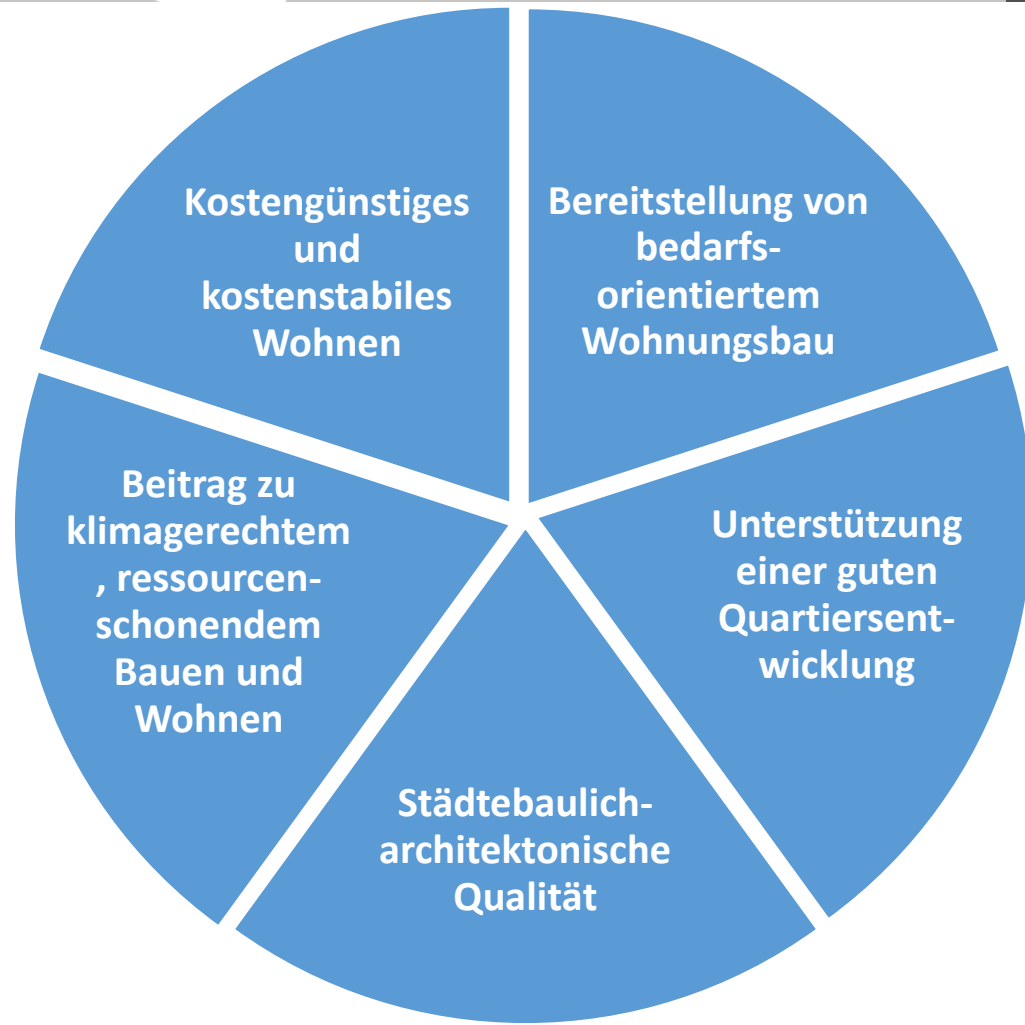 Kostengünstiges
und
kostenstabiles
Wohnen
Bereitstellung von
bedarfs-
orientiertem
Wohnungsbau
Beitrag zu
klimagerechtem
, ressourcen-
schonendem
Bauen und
Wohnen
Unterstützung
einer guten
Quartiersent-
wicklung
Städtebaulich-
architektonische
Qualität